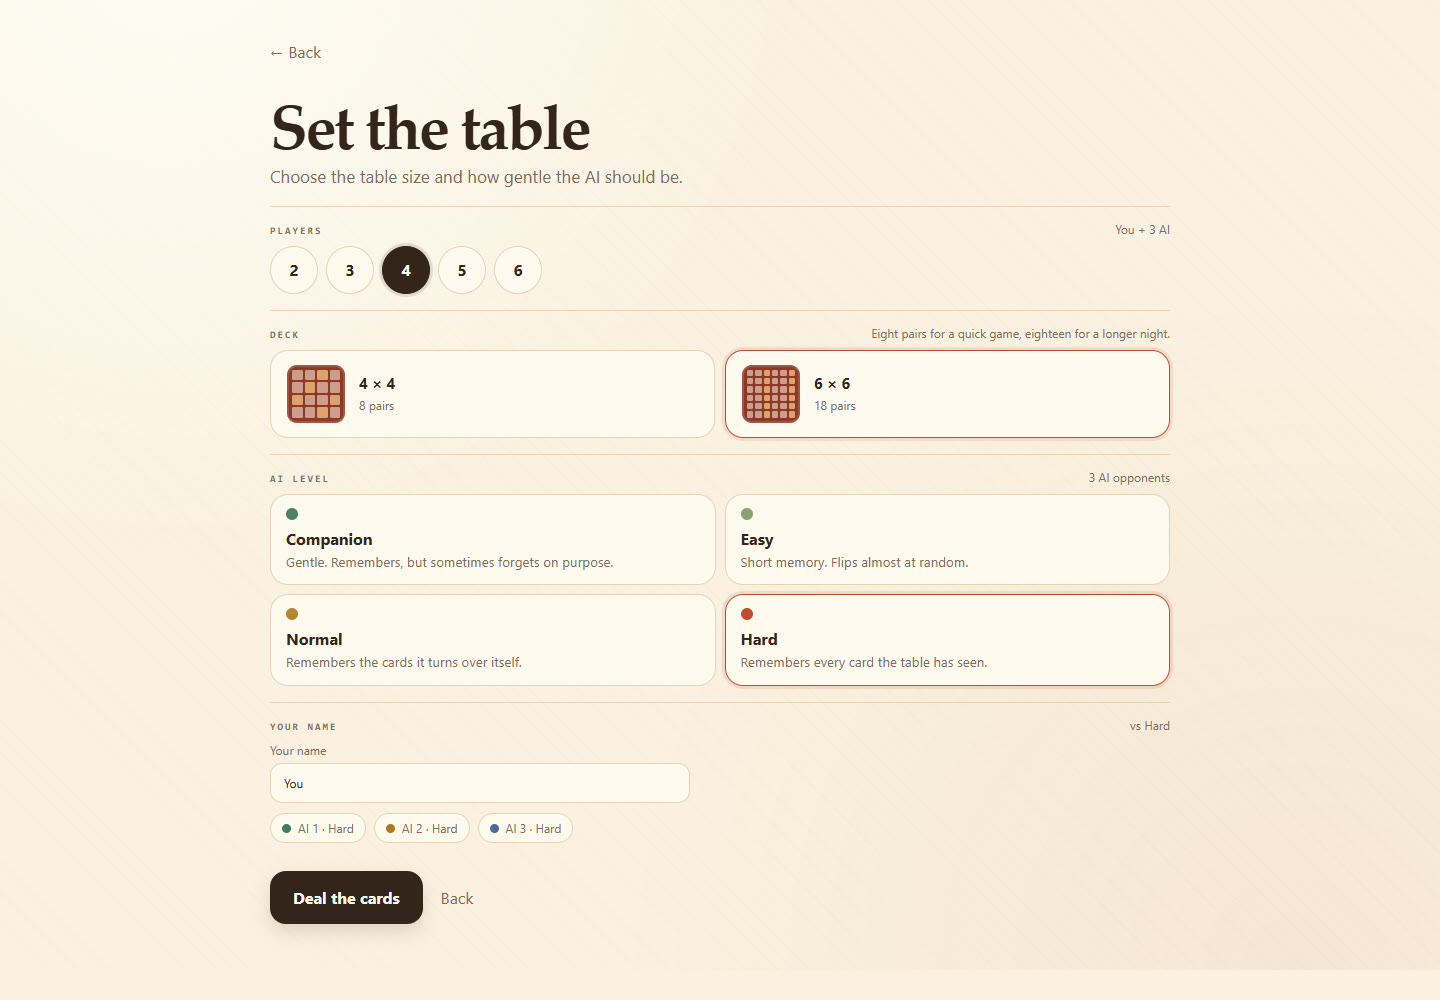 ← Back
Set the table
Choose the table size and how gentle the AI should be.
PLAYERS
You + 3 AI
2 3 4 5 6
DECK
Eight pairs for a quick game, eighteen for a longer night.
4 × 4
8 pairs
6 × 6
18 pairs
AI LEVEL
3 AI opponents
Companion
Gentle. Remembers, but sometimes forgets on purpose.
Easy
Short memory. Flips almost at random.
Normal
Remembers the cards it turns over itself.
Hard
Remembers every card the table has seen.
YOUR NAME
vs Hard
Your name
You
AI 1 · Hard
AI 2 · Hard
AI 3 · Hard
Deal the cards
Back